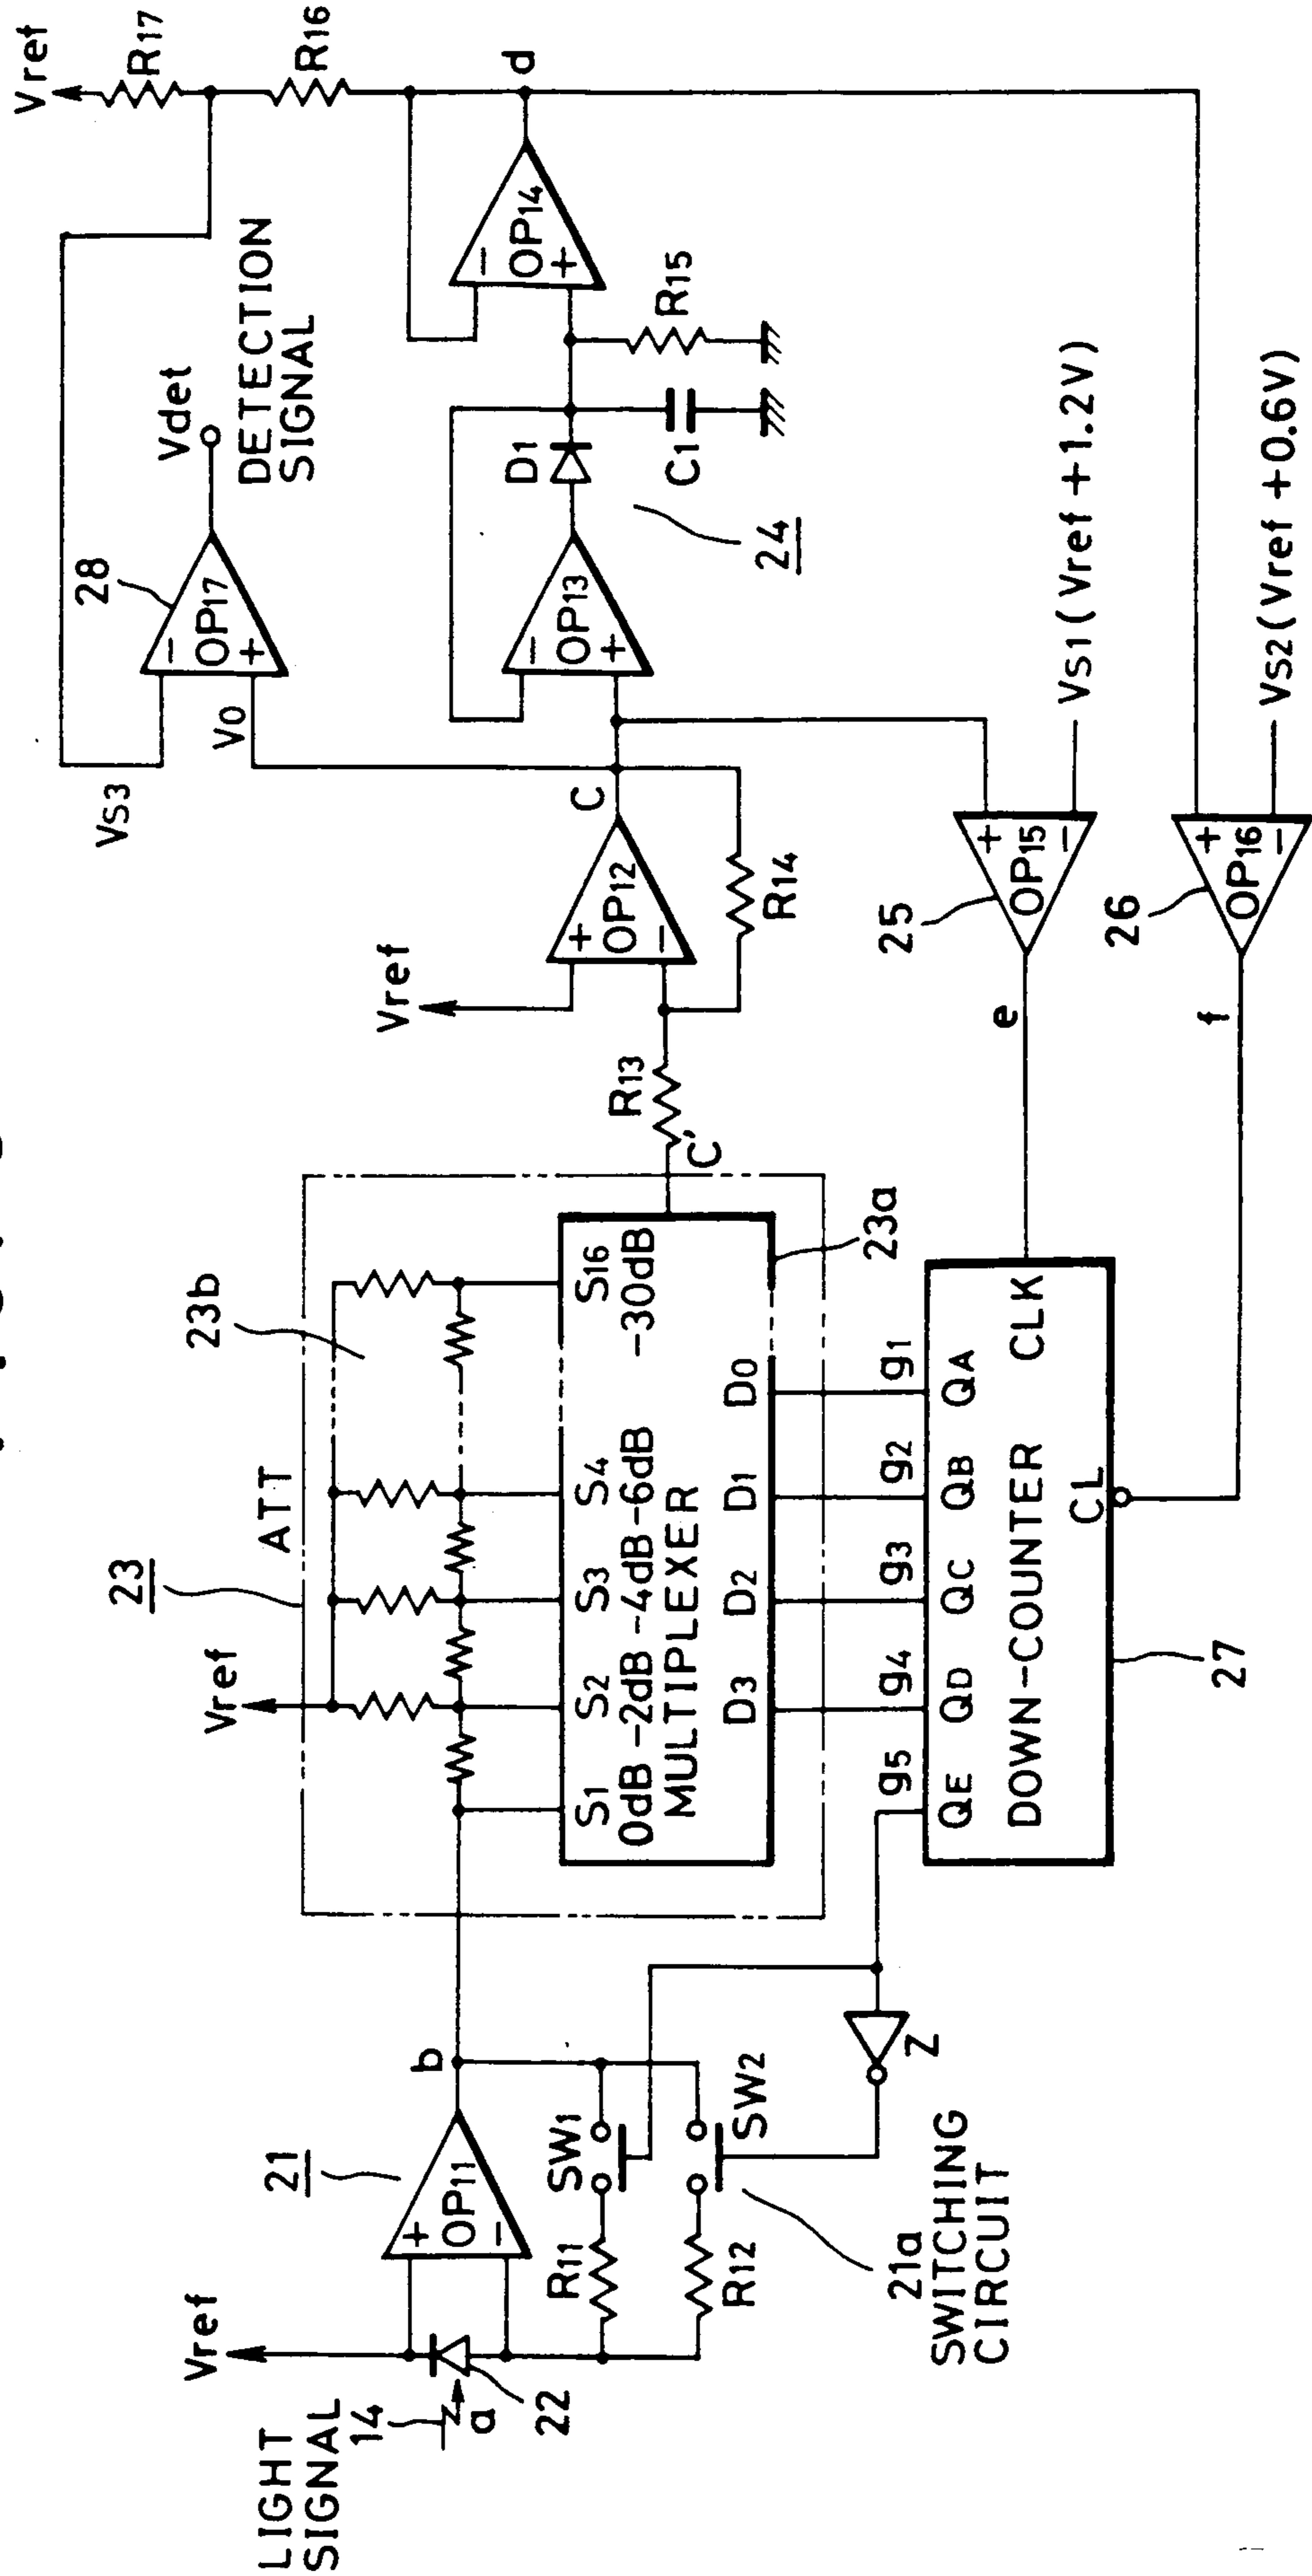 LIGHT
SIGNAL
14
a
22
Vref
21
+
OP11
−
b
R11
SW1
R12
SW2
21a
SWITCHING
CIRCUIT
Z
23
ATT
Vref
23b
S1 S2 S3 S4 S16
0dB −2dB −4dB −6dB −30dB
MULTIPLEXER
D3 D2 D1 D0
23a
g5 g4 g3 g2 g1
QE QD QC QB QA
DOWN-COUNTER CLK
CL
27
C'
R13
Vref
+
OP12
−
R14
C
e
25
+
OP15
−
VS1(Vref +1.2V)
f
26
+
OP16
−
VS2(Vref +0.6V)
VS3
V0
28
−
OP17
+
Vdet
DETECTION
SIGNAL
−
OP13
+
D1
24
C1
R15
−
OP14
+
d
R16
R17
Vref